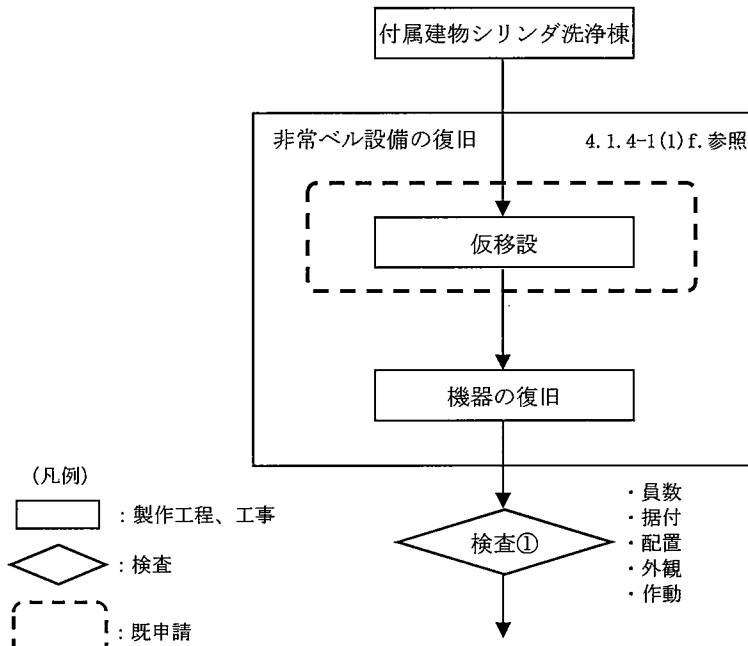 付属建物シリンダ洗浄棟
非常ベル設備の復旧
4.1.4-1(1)f.参照
仮移設
機器の復旧
検査①
・員数
・据付
・配置
・外観
・作動
(凡例)
：製作工程、工事
：検査
：既申請